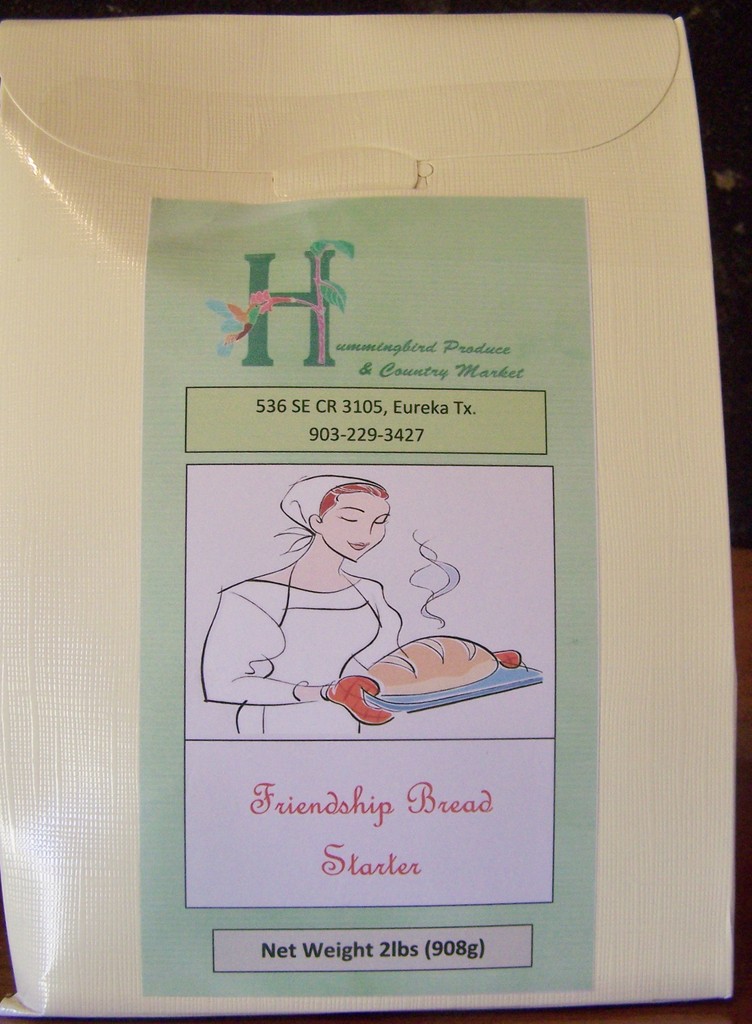 Hummingbird Produce
& Country Market
536 SE CR 3105, Eureka Tx.
903-229-3427
Friendship Bread
Starter
Net Weight 2lbs (908g)